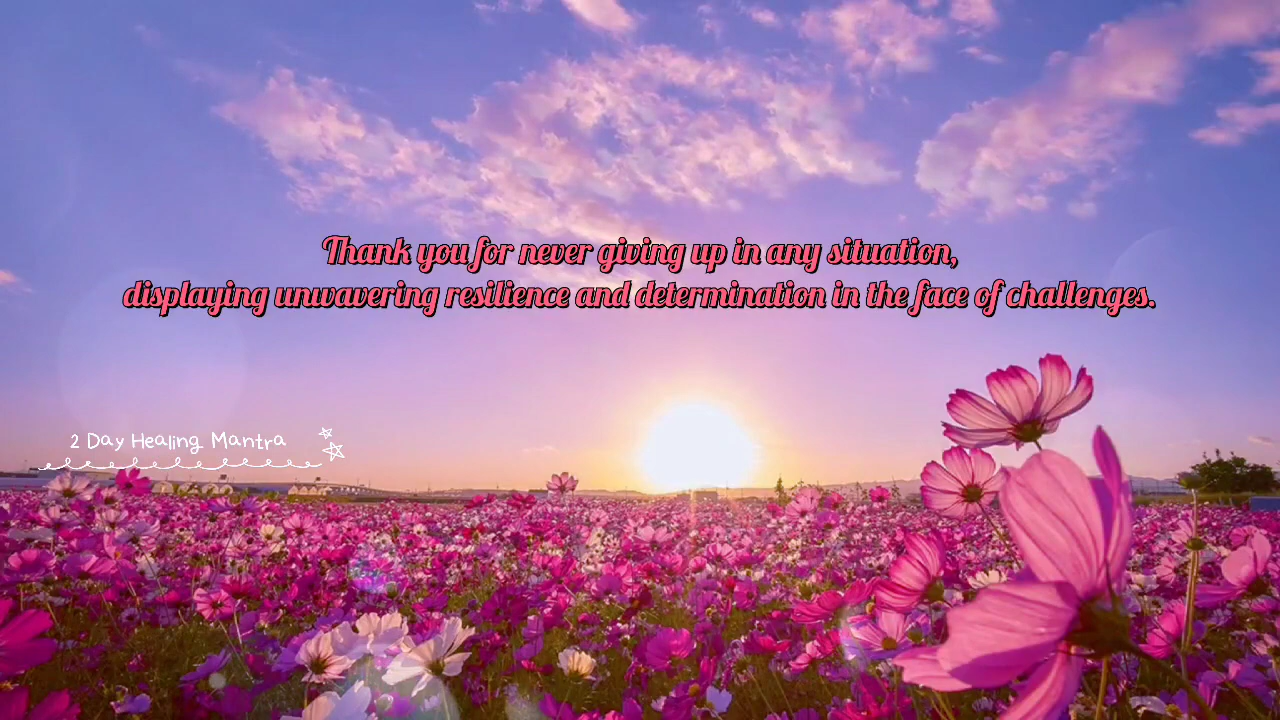 Thank you for never giving up in any situation,
displaying unwavering resilience and determination in the face of challenges.
2 Day Healing Mantra